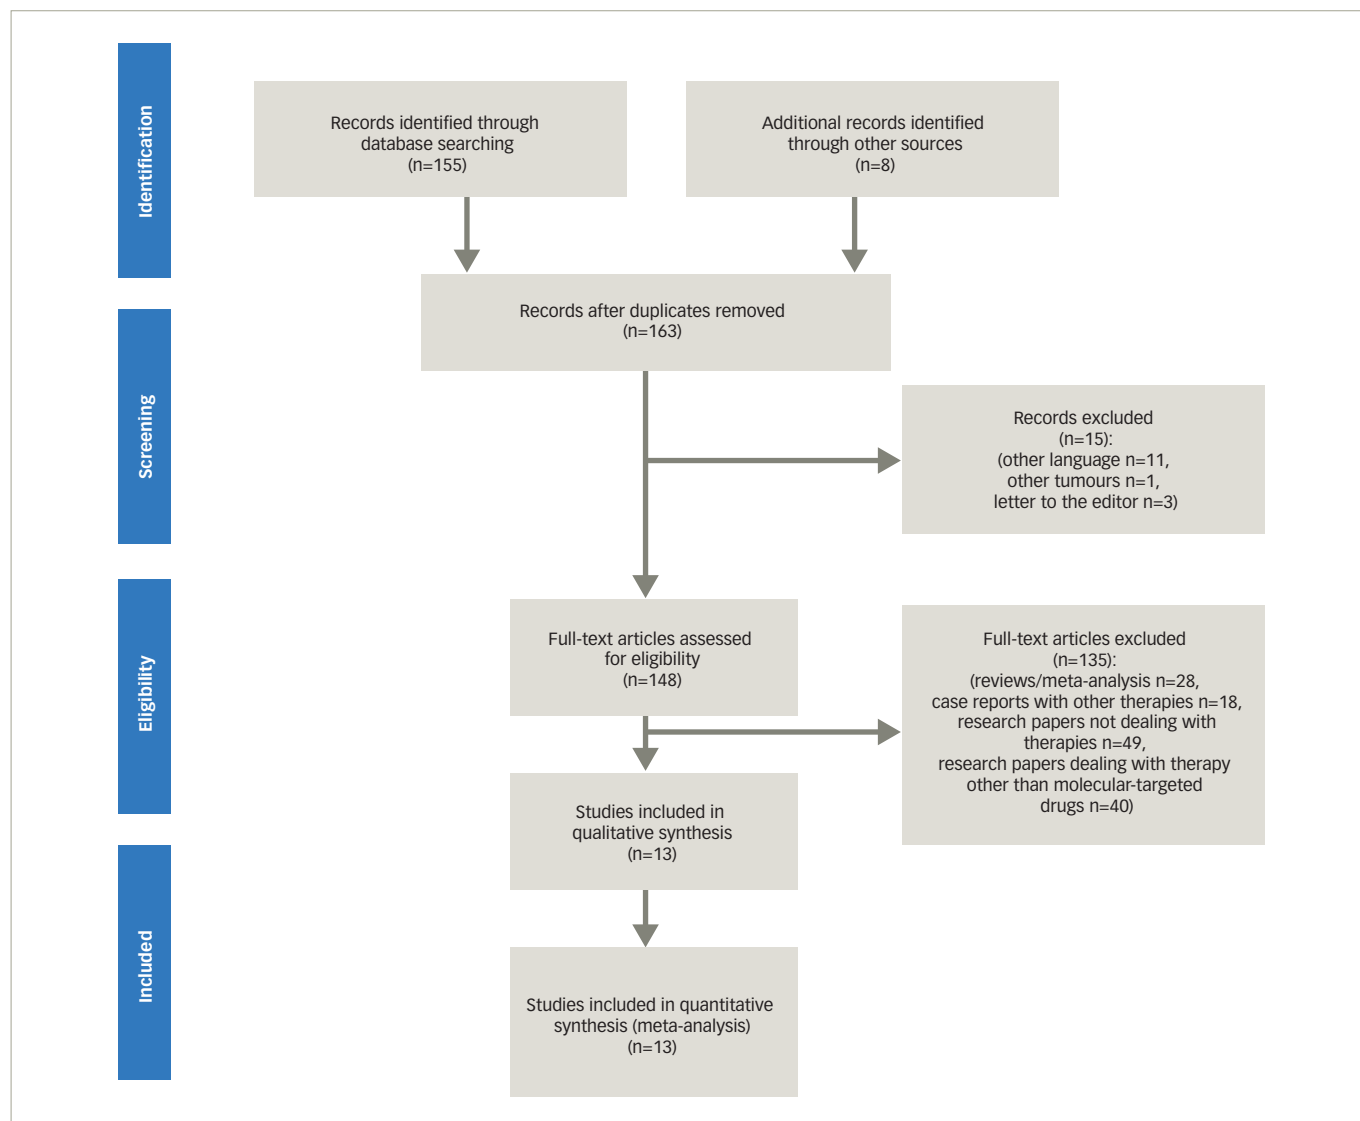 Identification
Records identified through
database searching
(n=155)
Additional records identified
through other sources
(n=8)
Screening
Records after duplicates removed
(n=163)
Records excluded
(n=15):
(other language n=11,
other tumours n=1,
letter to the editor n=3)
Eligibility
Full-text articles assessed
for eligibility
(n=148)
Full-text articles excluded
(n=135):
(reviews/meta-analysis n=28,
case reports with other therapies n=18,
research papers not dealing with
therapies n=49,
research papers dealing with therapy
other than molecular-targeted
drugs n=40)
Studies included in
qualitative synthesis
(n=13)
Included
Studies included in quantitative
synthesis (meta-analysis)
(n=13)